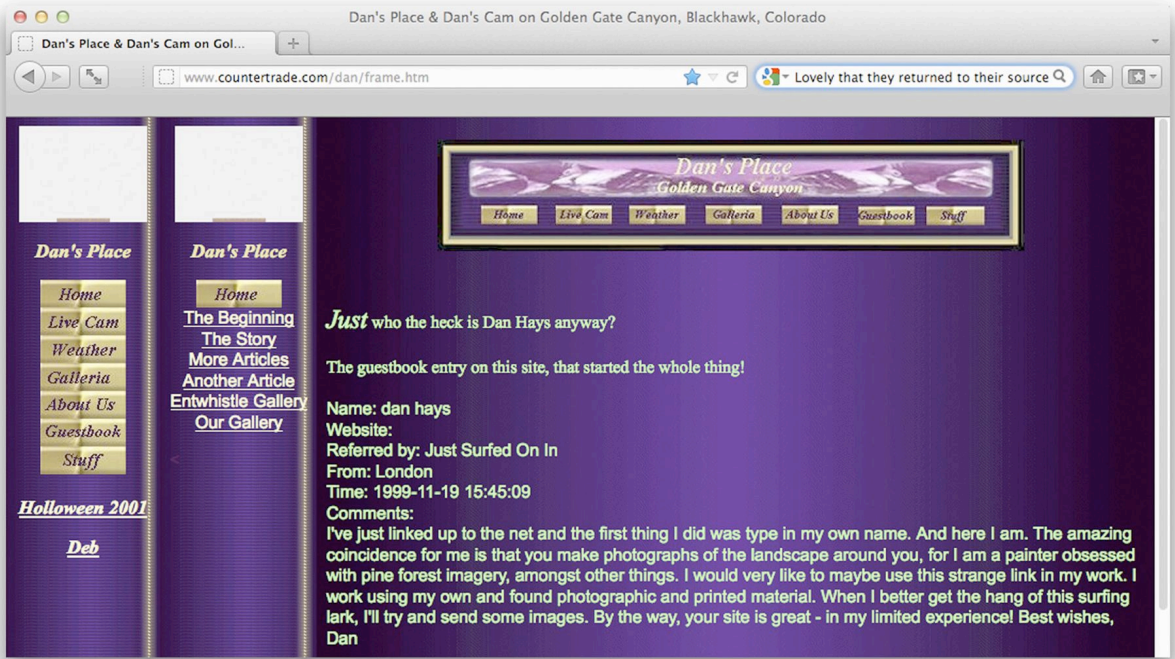 Dan's Place & Dan's Cam on Golden Gate Canyon, Blackhawk, Colorado
Dan's Place & Dan's Cam on Gol...
www.countertrade.com/dan/frame.htm
Lovely that they returned to their source
Dan's Place
Home
Live Cam
Weather
Galleria
About Us
Guestbook
Stuff
Holloween 2001
Deb
Dan's Place
Home
The Beginning
The Story
More Articles
Another Article
Entwhistle Gallery
Our Gallery
<
Dan's Place
Golden Gate Canyon
Home Live Cam Weather Galleria About Us Guestbook Stuff
Just who the heck is Dan Hays anyway?
The guestbook entry on this site, that started the whole thing!
Name: dan hays
Website:
Referred by: Just Surfed On In
From: London
Time: 1999-11-19 15:45:09
Comments:
I've just linked up to the net and the first thing I did was type in my own name. And here I am. The amazing
coincidence for me is that you make photographs of the landscape around you, for I am a painter obsessed
with pine forest imagery, amongst other things. I would very like to maybe use this strange link in my work. I
work using my own and found photographic and printed material. When I better get the hang of this surfing
lark, I'll try and send some images. By the way, your site is great - in my limited experience! Best wishes,
Dan